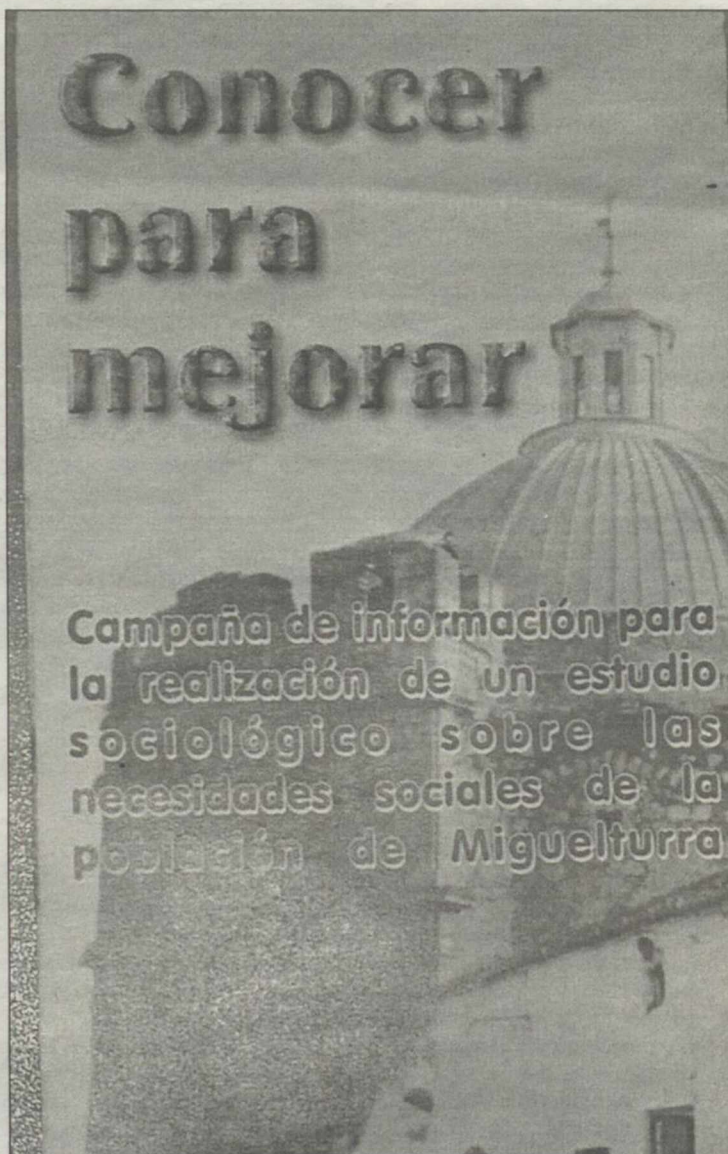 Conocer
para
mejorar
Campaña de información para
la realización de un estudio
sociológico sobre las
necesidades sociales de la
población de Miguelturra